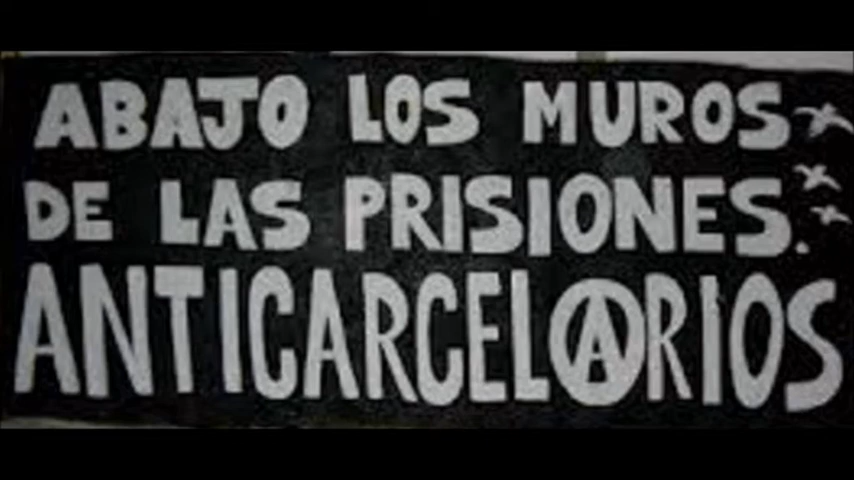 ABAJO LOS MUROS
DE LAS PRISIONES.
ANTICARCELⒶRIOS